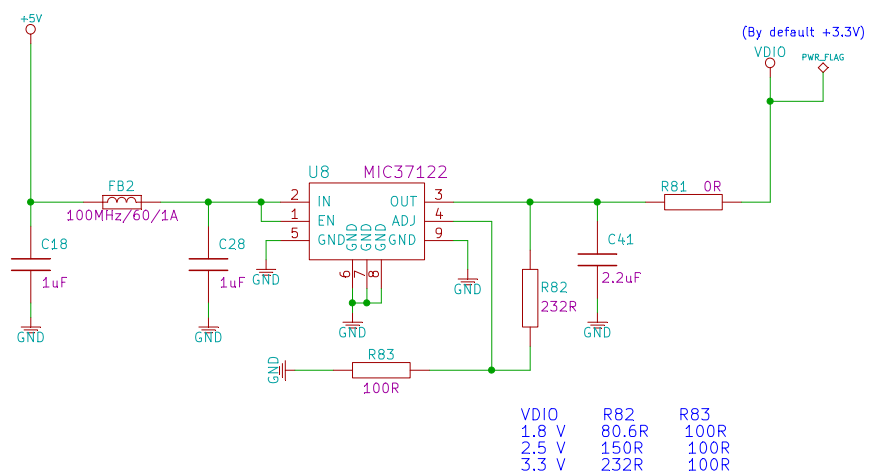 +5V
(By default +3.3V)
VDIO
PWR_FLAG
U8 MIC37122
FB2
100MHz/60/1A
R81 0R
2 IN OUT 3
1 EN ADJ 4
5 GND GND GND GND GND 9
6 7 8
C18
1uF
C28
1uF
C41
2.2uF
R82
232R
GND
GND
GND
GND
GND
GND
GND
R83
100R
VDIO R82 R83
1.8 V 80.6R 100R
2.5 V 150R 100R
3.3 V 232R 100R